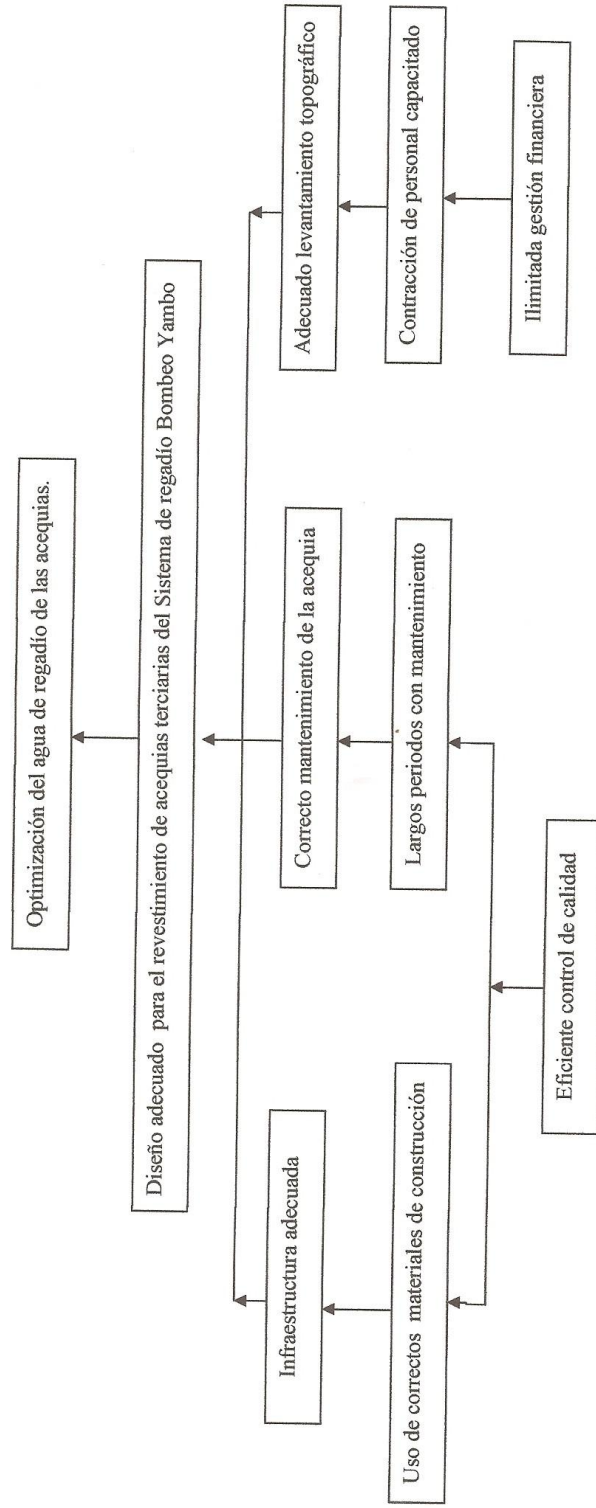 Optimización del agua de regadío de las acequias.
Diseño adecuado para el revestimiento de acequias terciarias del Sistema de regadío Bombeo Yambo
Infraestructura adecuada
Correcto mantenimiento de la acequia
Adecuado levantamiento topográfico
Uso de correctos materiales de construcción
Largos periodos con mantenimiento
Contracción de personal capacitado
Eficiente control de calidad
Ilimitada gestión financiera